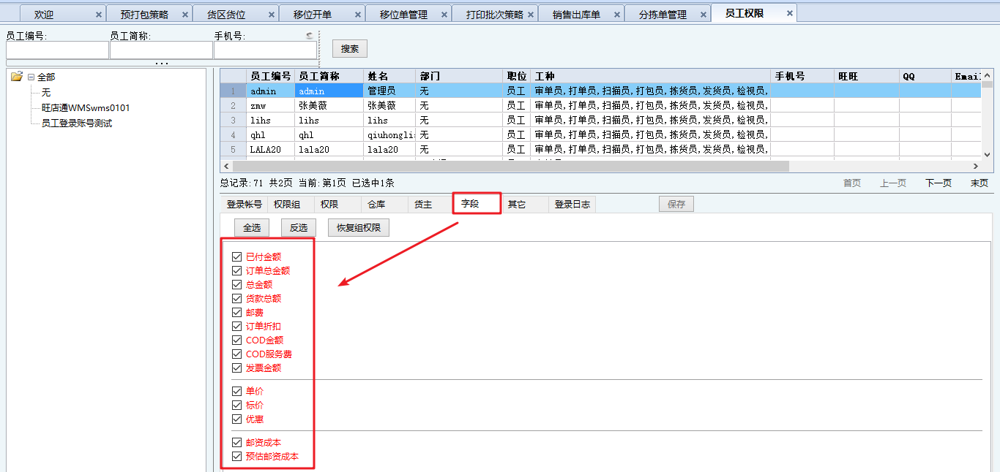 欢迎 × 预打包策略 × 货区货位 × 移位开单 × 移位单管理 × 打印批次策略 × 销售出库单 × 分拣单管理 × 员工权限 ×
员工编号: 员工简称: 手机号:
搜索
全部
无
旺店通WMSwms0101
员工登录账号测试
员工编号 员工简称 姓名 部门 职位 工种 手机号 旺旺 QQ Email
1 admin admin 管理员 无 员工 审单员,打单员,扫描员,打包员,拣货员,发货员,检视员,
2 zmw 张美薇 张美薇 无 员工 审单员,打单员,扫描员,打包员,拣货员,发货员,检视员,
3 lihs lihs lihs 无 员工 审单员,打单员,扫描员,打包员,拣货员,发货员,检视员,
4 qhl qhl qiuhongli 无 员工 审单员,打单员,扫描员,打包员,拣货员,发货员,检视员,
5 LALA20 lala20 lala20 无 员工 审单员,打单员,扫描员,打包员,拣货员,发货员,检视员,
总记录:71 共2页 当前:第1页 已选中1条 首页 上一页 下一页 末页
登录帐号 权限组 权限 仓库 货主 字段 其它 登录日志 保存
全选 反选 恢复组权限
已付金额
订单总金额
总金额
货款总额
邮费
订单折扣
COD金额
COD服务费
发票金额
单价
标价
优惠
邮资成本
预估邮资成本